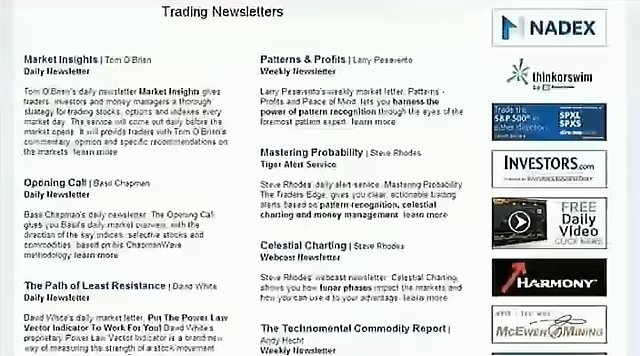 Trading Newsletters
Market Insights | Tom O'Brien
Daily Newsletter
Tom O'Brien's daily newsletter Market Insights gives
traders, investors and money managers a thorough
strategy for trading stocks, options and indexes every
market day. The service will come out daily before the
market opens. It will provide traders with Tom O'Brien's
commentary, opinion and specific recommendations on
the markets. learn more
Opening Call | Basil Chapman
Daily Newsletter
Basil Chapman's daily newsletter. The Opening Call
gives you Basil's daily market overview, with the
direction of the key indices, selective stocks and
commodities, based on his ChapmanWave
methodology learn more
The Path of Least Resistance | David White
Daily Newsletter
David White's daily market letter, Put The Power Law
Vector Indicator To Work For You! David White's
proprietary Power Law Vector Indicator is a brand new
way of measuring the strength of a stock movement
Patterns & Profits | Larry Pesavento
Weekly Newsletter
Larry Pesavento's weekly market letter, Patterns -
Profits and Peace of Mind, lets you harness the
power of pattern recognition through the eyes of the
foremost pattern expert. learn more
Mastering Probability | Steve Rhodes
Tiger Alert Service
Steve Rhodes' daily alert service. Mastering Probability
The Traders Edge, gives you clear, actionable trading
alerts based on pattern recognition, celestial
charting and money management learn more
Celestial Charting | Steve Rhodes
Webcast Newsletter
Steve Rhodes' webcast newsletter Celestial Charting,
shows you how lunar phases impact the markets and
how you can use it to your advantage. learn more
The Technomental Commodity Report |
Andy Hecht
Weekly Newsletter
NADEX
thinkorswim
Trade the
S&P 500® in
either direction
SPXL
SPXS
INVESTORS.com
FREE
Daily
Video
CLICK HERE
HARMONY
McEWEN MINING